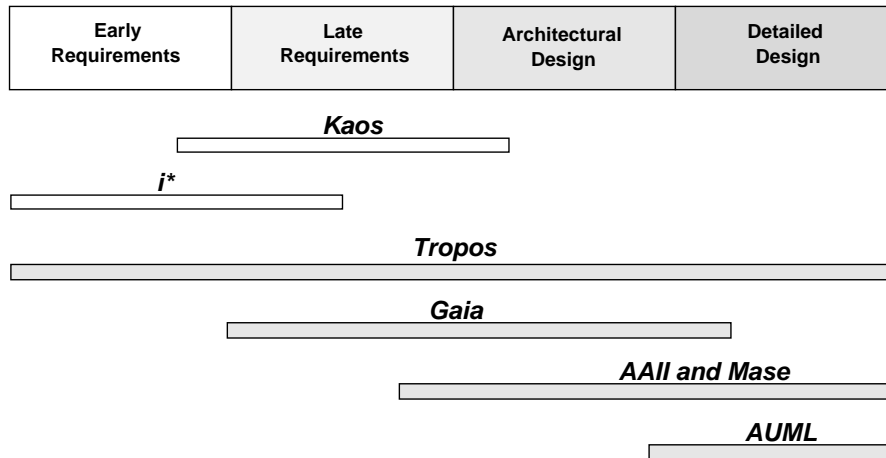 Early
Requirements
Late
Requirements
Architectural
Design
Detailed
Design
Kaos
i*
Tropos
Gaia
AAII and Mase
AUML